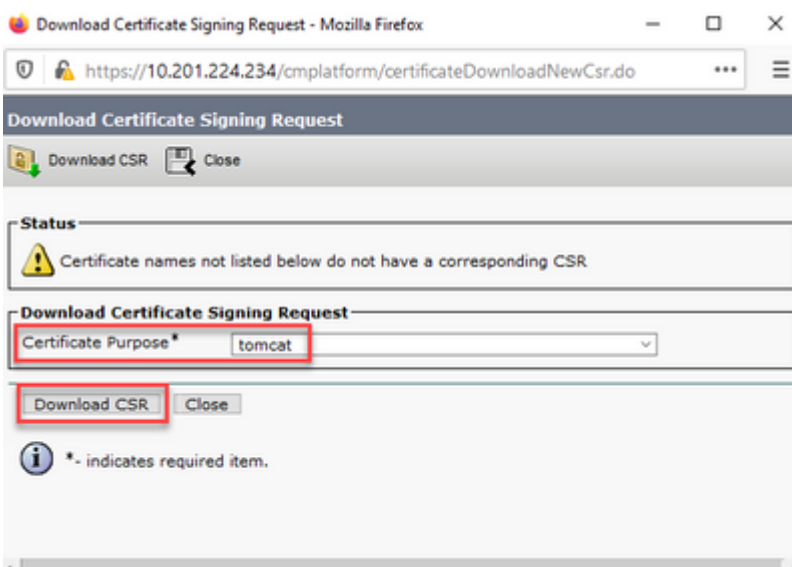 Download Certificate Signing Request - Mozilla Firefox
https://10.201.224.234/cmplatform/certificateDownloadNewCsr.do
Download Certificate Signing Request
Download CSR Close
Status
Certificate names not listed below do not have a corresponding CSR
Download Certificate Signing Request
Certificate Purpose* tomcat
Download CSR Close
*- indicates required item.